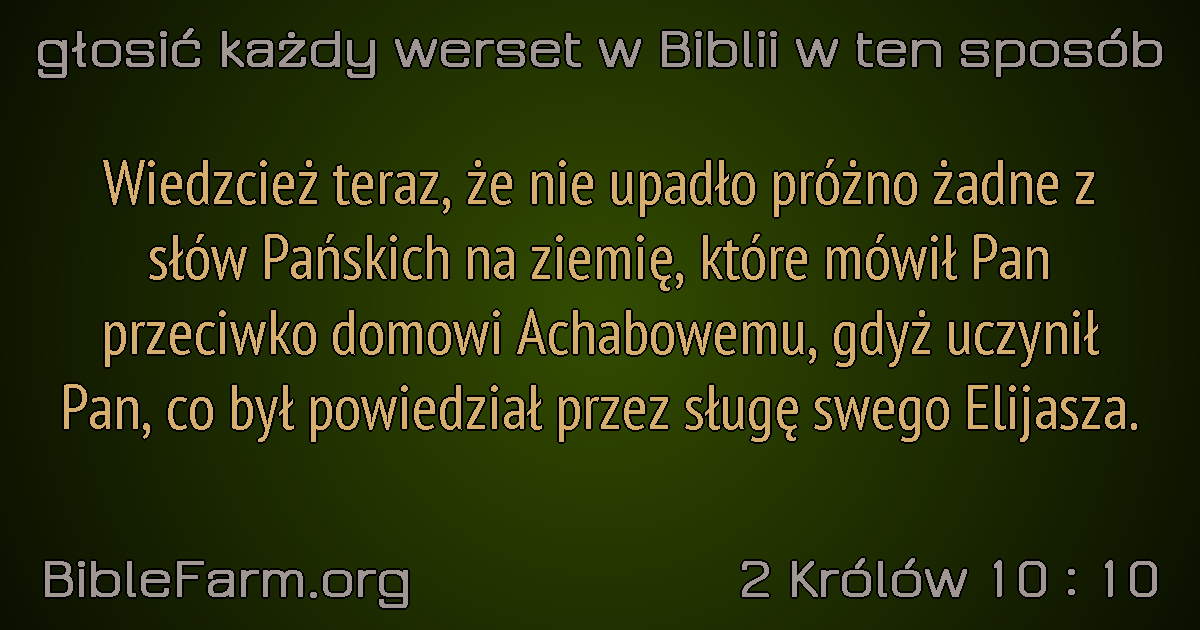 głosić każdy werset w Biblii w ten sposób
Wiedzcież teraz, że nie upadło próżno żadne z
słów Pańskich na ziemię, które mówił Pan
przeciwko domowi Achabowemu, gdyż uczynił
Pan, co był powiedział przez sługę swego Elijasza.
BibleFarm.org
2 Królów 10 : 10